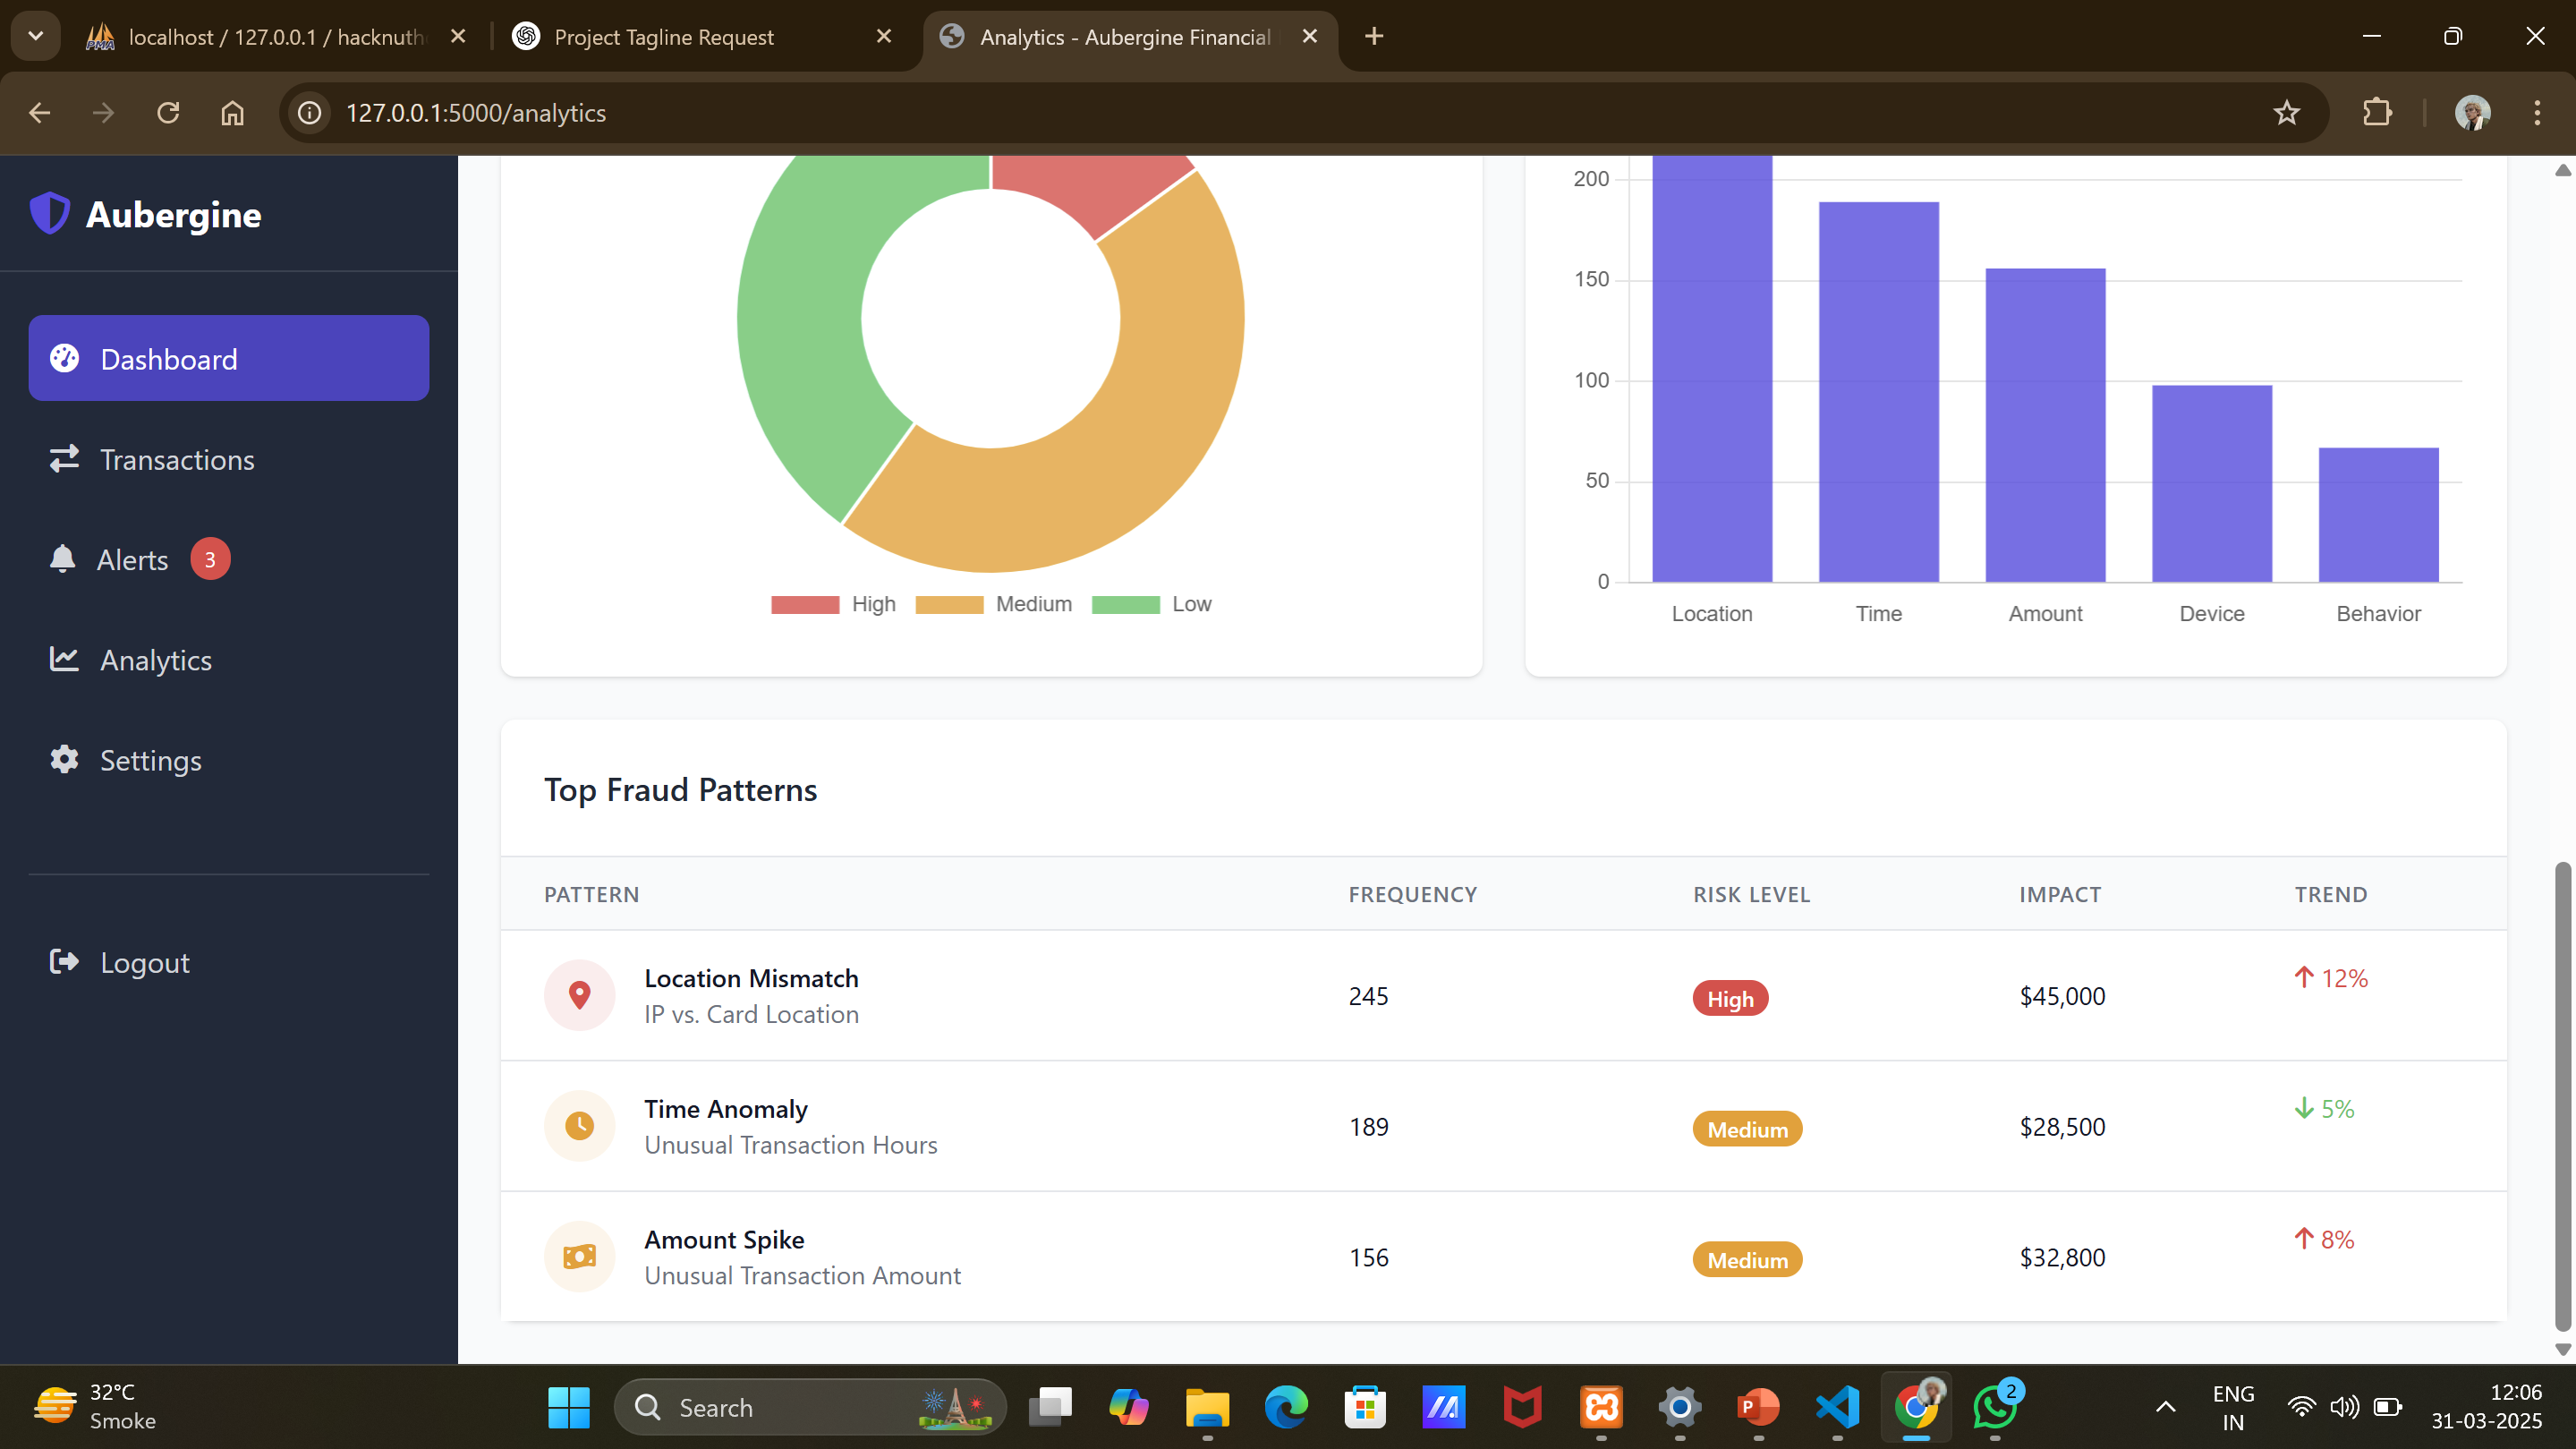 localhost / 127.0.0.1 / hacknuth
Project Tagline Request
Analytics - Aubergine Financial
127.0.0.1:5000/analytics
Aubergine
Dashboard
Transactions
Alerts 3
Analytics
Settings
Logout
High Medium Low
200
150
100
50
0
Location Time Amount Device Behavior
Top Fraud Patterns
PATTERN FREQUENCY RISK LEVEL IMPACT TREND
Location Mismatch
IP vs. Card Location
245 High $45,000 12%
Time Anomaly
Unusual Transaction Hours
189 Medium $28,500 5%
Amount Spike
Unusual Transaction Amount
156 Medium $32,800 8%
32°C
Smoke
Search
P
2
ENG
IN
12:06
31-03-2025